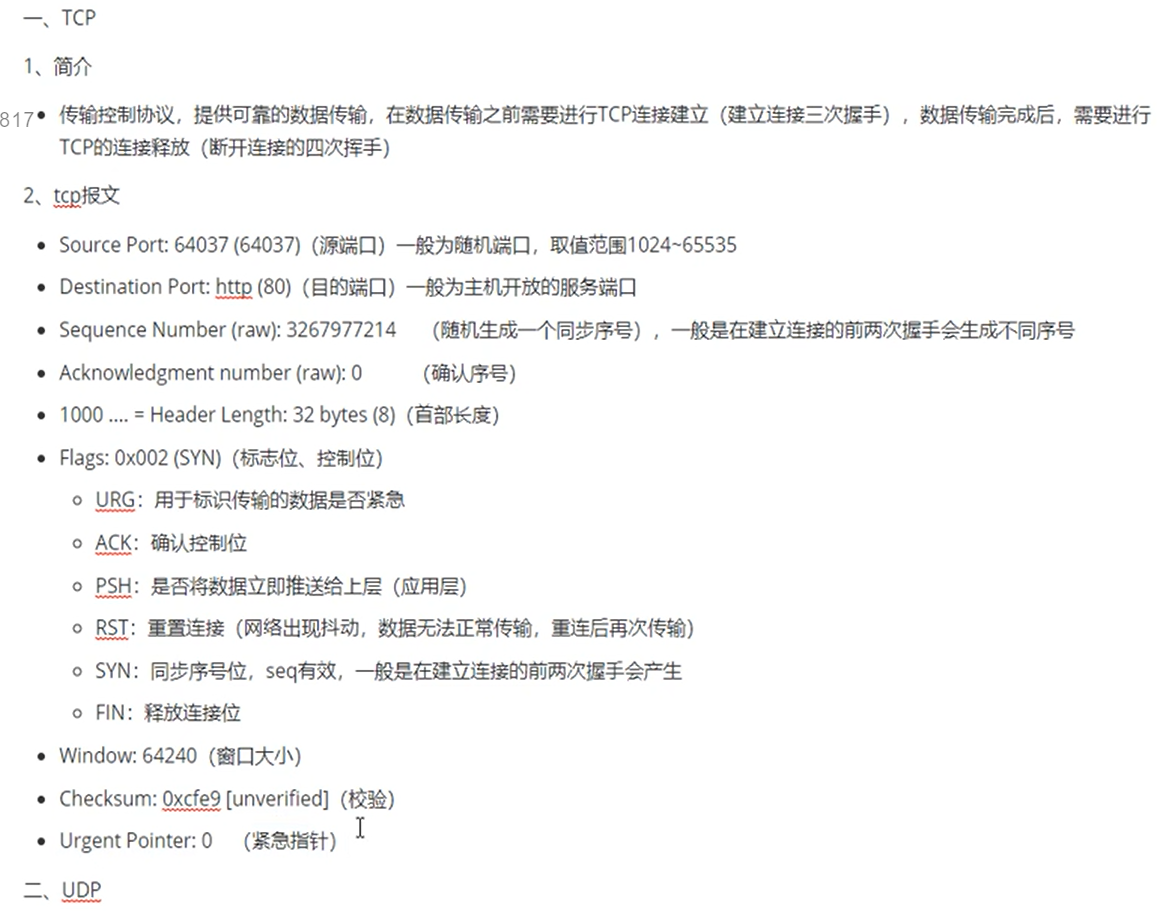 一、TCP
1、简介
817
• 传输控制协议，提供可靠的数据传输，在数据传输之前需要进行TCP连接建立（建立连接三次握手），数据传输完成后，需要进行
TCP的连接释放（断开连接的四次挥手）
2、tcp报文
• Source Port: 64037 (64037)（源端口）一般为随机端口，取值范围1024~65535
• Destination Port: http (80)（目的端口）一般为主机开放的服务端口
• Sequence Number (raw): 3267977214 （随机生成一个同步序号），一般是在建立连接的前两次握手会生成不同序号
• Acknowledgment number (raw): 0 （确认序号）
• 1000 .... = Header Length: 32 bytes (8)（首部长度）
• Flags: 0x002 (SYN)（标志位、控制位）
○ URG：用于标识传输的数据是否紧急
○ ACK：确认控制位
○ PSH：是否将数据立即推送给上层（应用层）
○ RST：重置连接（网络出现抖动，数据无法正常传输，重连后再次传输）
○ SYN：同步序号位，seq有效，一般是在建立连接的前两次握手会产生
○ FIN：释放连接位
• Window: 64240（窗口大小）
• Checksum: 0xcfe9 [unverified]（校验）
• Urgent Pointer: 0 （紧急指针）
二、UDP